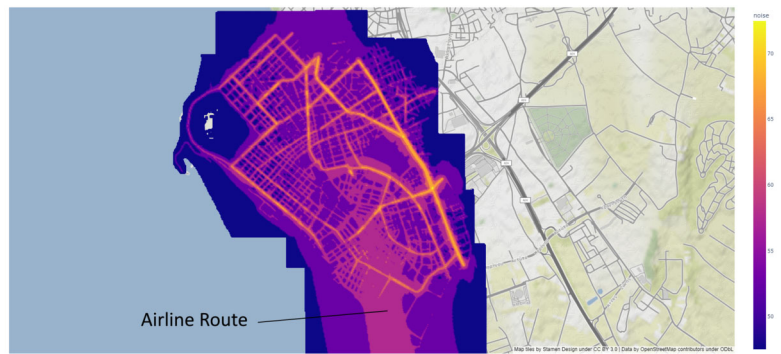 noise
70
65
60
55
50
Airline Route
Map tiles by Stamen Design under CC BY 3.0 | Data by OpenStreetMap contributors under ODbL